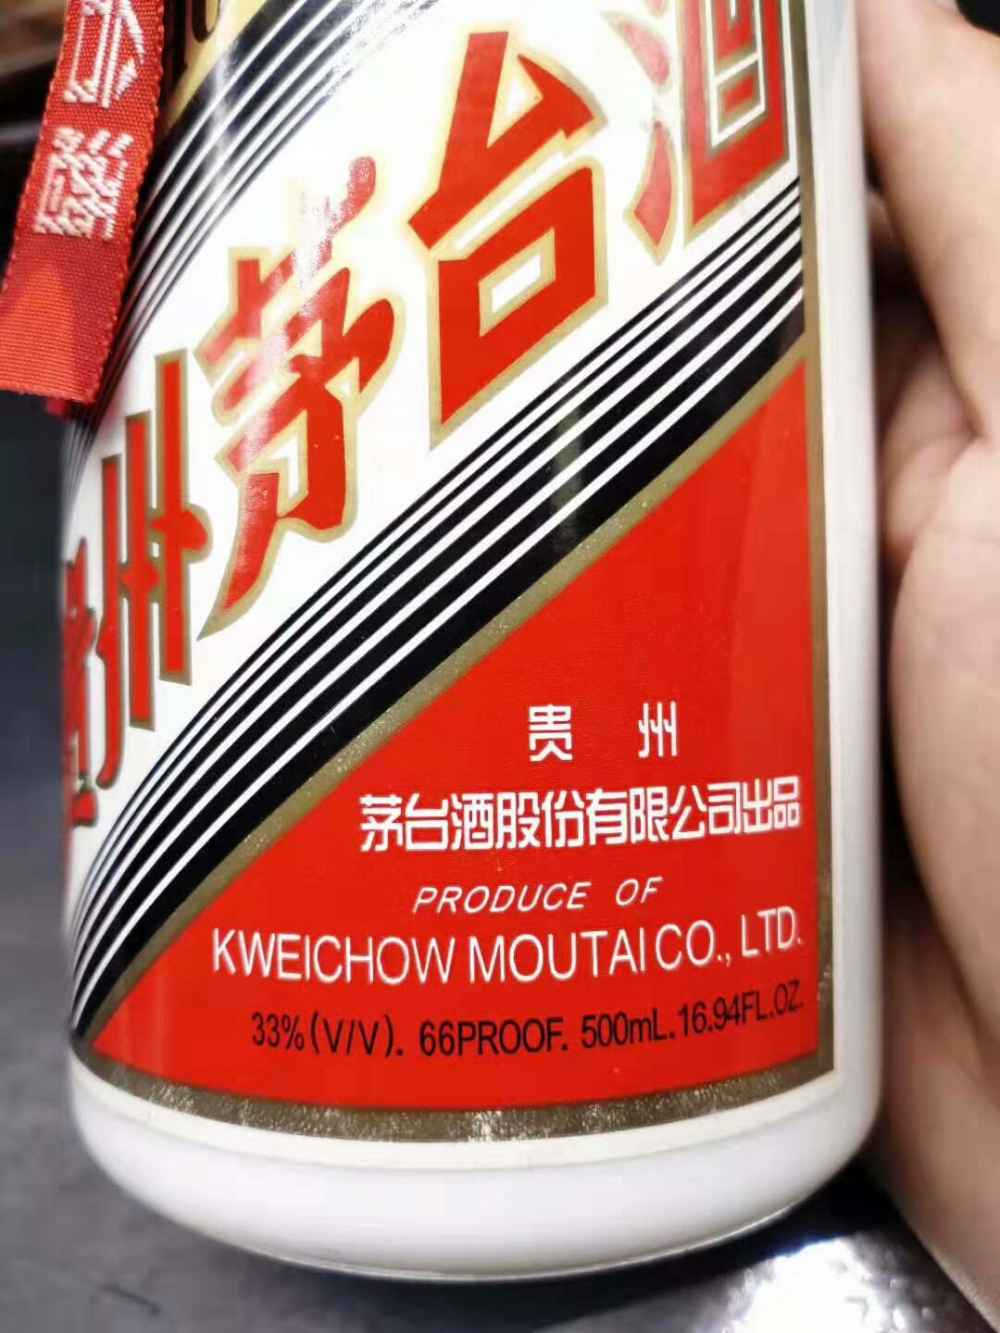 贵州茅台酒
贵 州
茅台酒股份有限公司出品
PRODUCE OF
KWEICHOW MOUTAI CO., LTD.
33% (V/V). 66PROOF. 500mL. 16.94FL.OZ.